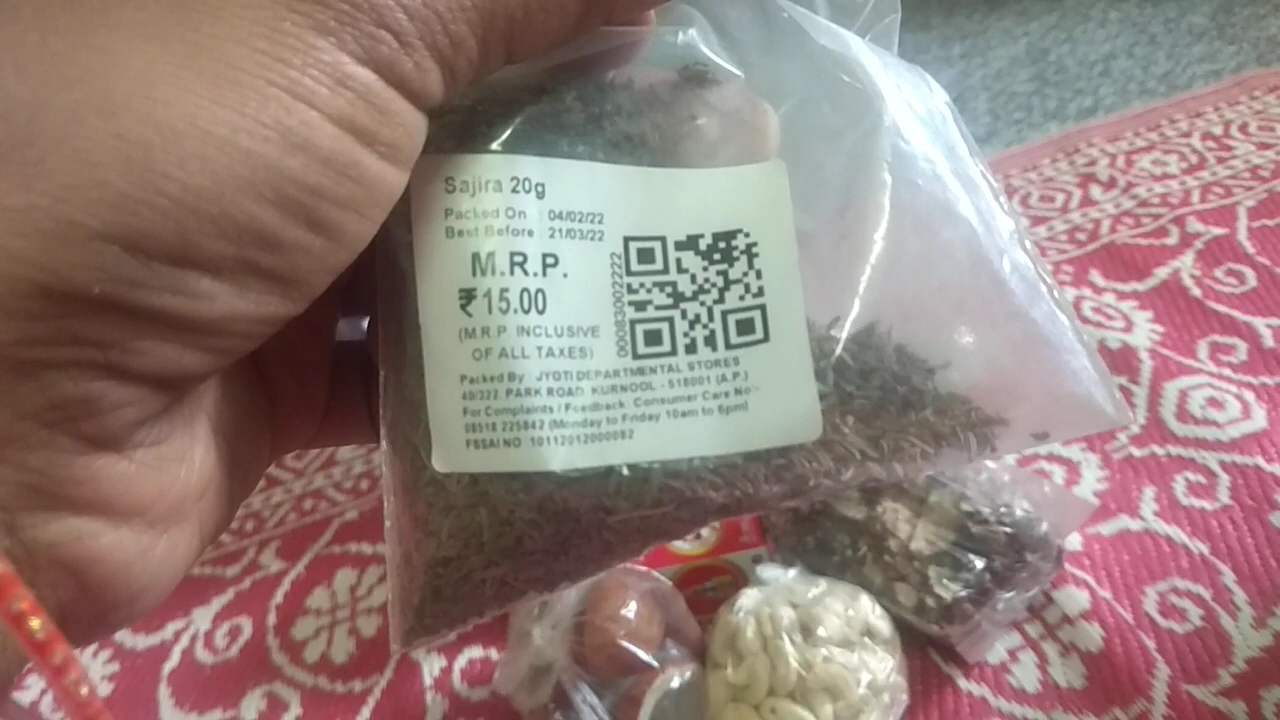 Sajira 20g
Packed On : 04/02/22
Best Before : 21/03/22
M.R.P.
₹15.00
(M.R.P. INCLUSIVE
OF ALL TAXES)
00083002222
Packed By : JYOTI DEPARTMENTAL STORES
40/322, PARK ROAD, KURNOOL - 518001 (A.P.)
For Complaints / Feedback: Consumer Care No:-
08518 225842 (Monday to Friday 10am to 6pm)
FSSAI NO 10112012000082